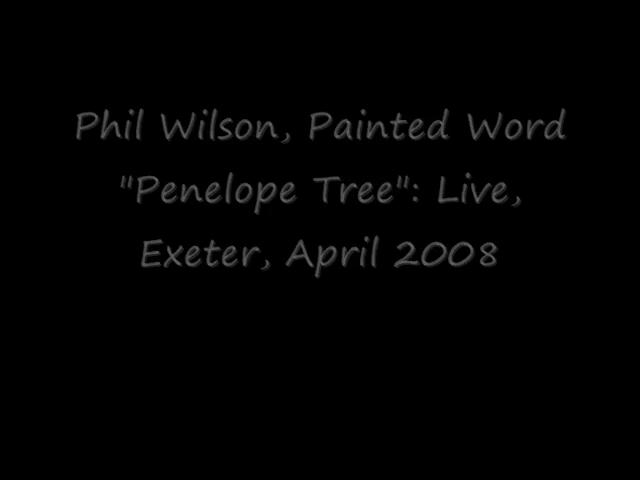 Phil Wilson, Painted Word
"Penelope Tree": Live,
Exeter, April 2008